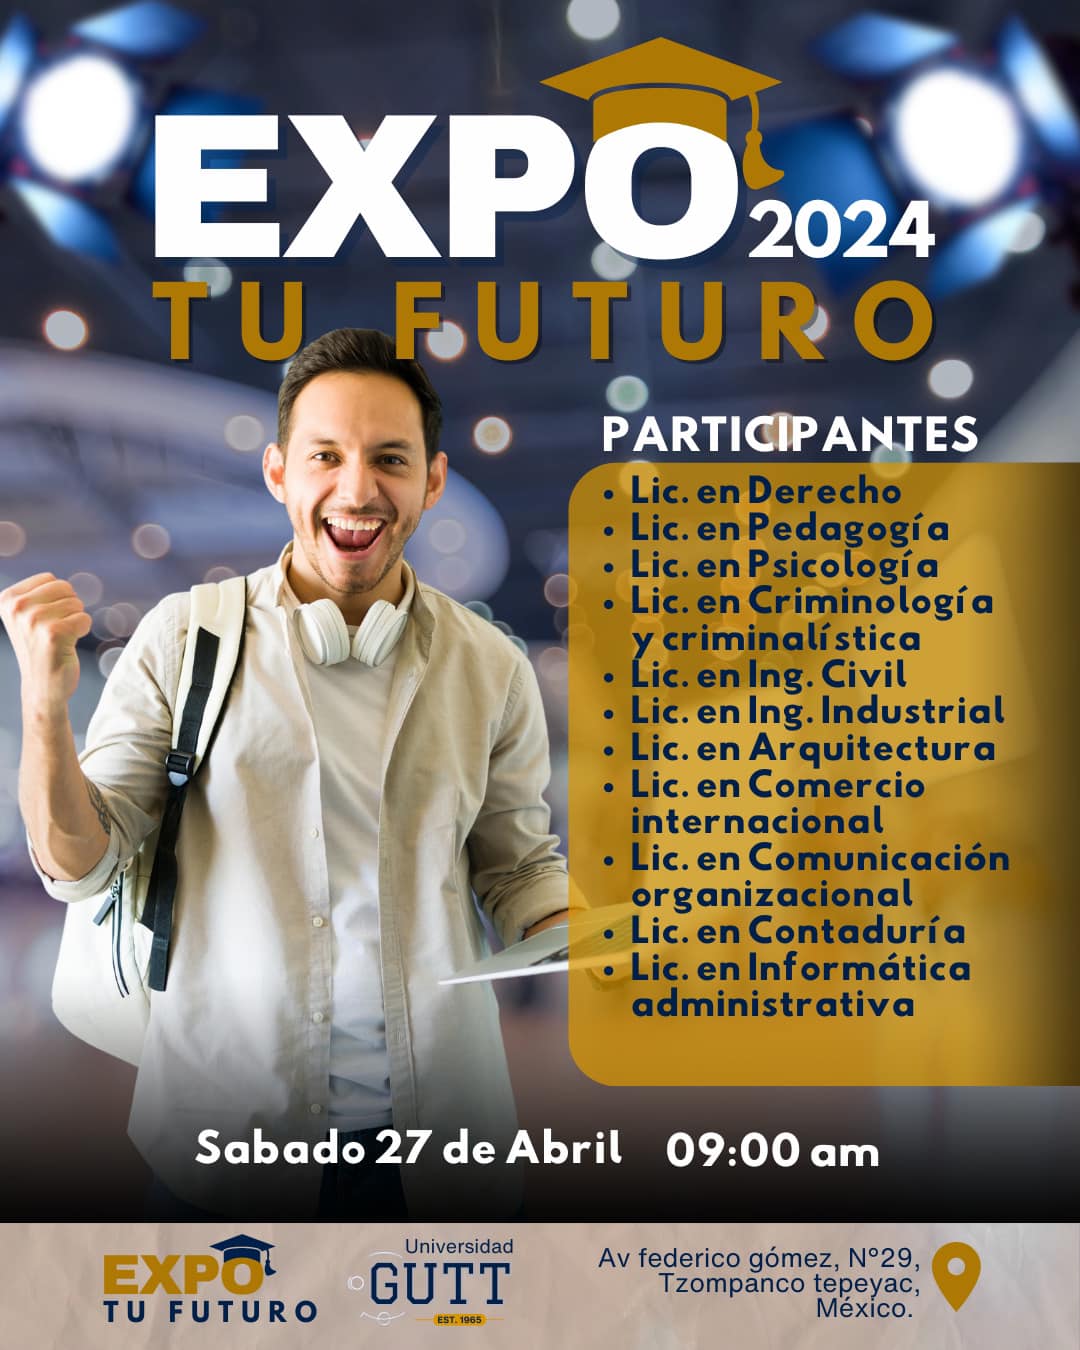 EXPO
2024
TU FUTURO
PARTICIPANTES
• Lic. en Derecho
• Lic. en Pedagogía
• Lic. en Psicología
• Lic. en Criminología
y criminalística
• Lic. en Ing. Civil
• Lic. en Ing. Industrial
• Lic. en Arquitectura
• Lic. en Comercio
internacional
• Lic. en Comunicación
organizacional
• Lic. en Contaduría
• Lic. en Informática
administrativa
Sabado 27 de Abril 09:00 am
EXPO
TU FUTURO
Universidad
GUTT
EST. 1965
Av federico gómez, N°29,
Tzompanco tepeyac,
México.